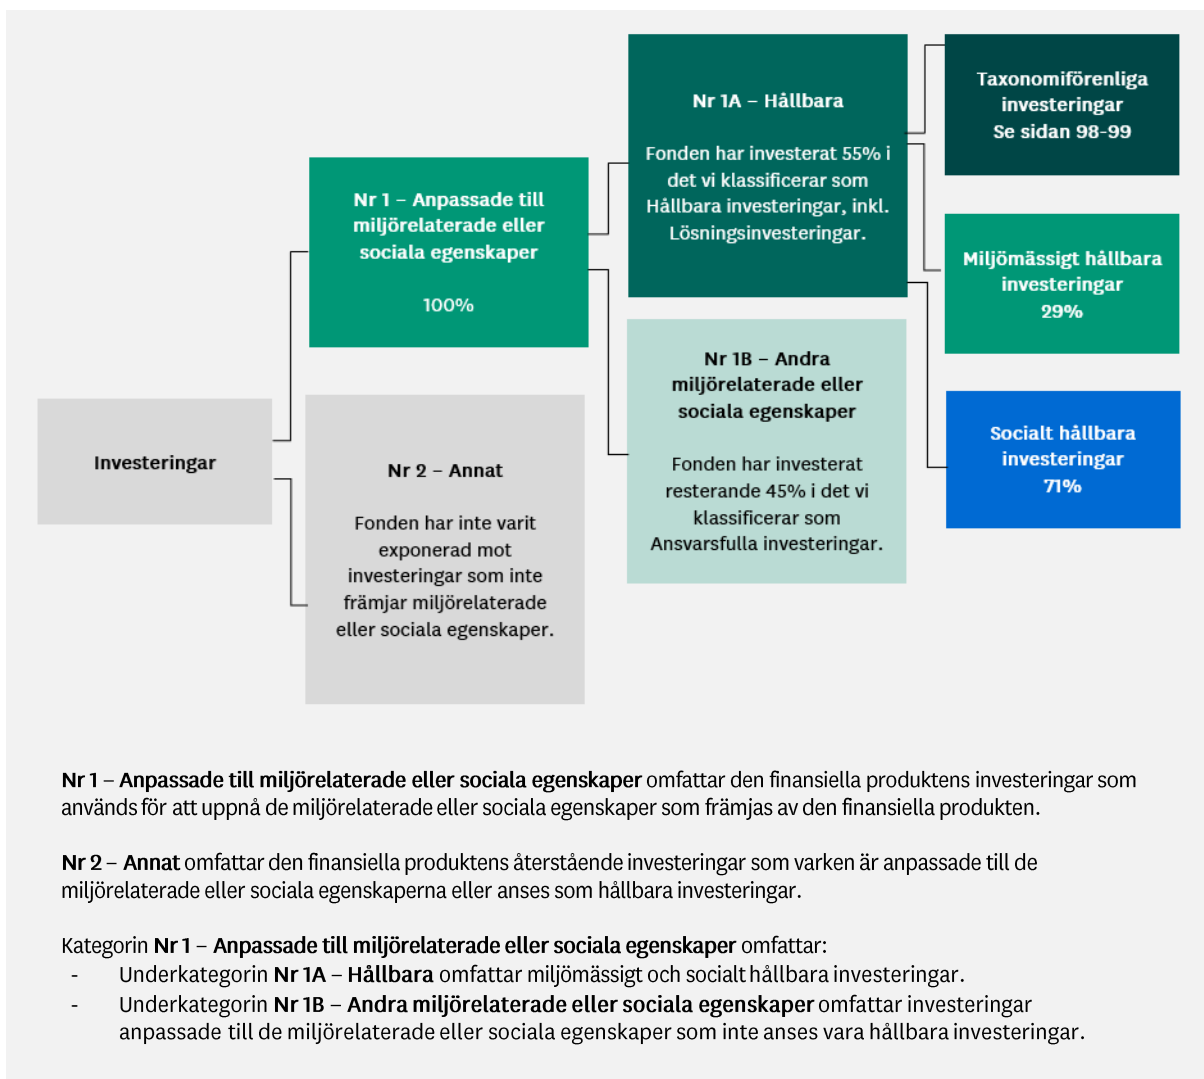 Investeringar
Nr 1 – Anpassade till
miljörelaterade eller
sociala egenskaper
100%
Nr 2 – Annat
Fonden har inte varit
exponerad mot
investeringar som inte
främjar miljörelaterade
eller sociala egenskaper.
Nr 1A – Hållbara
Fonden har investerat 55% i
det vi klassificerar som
Hållbara investeringar, inkl.
Lösningsinvesteringar.
Nr 1B – Andra
miljörelaterade eller
sociala egenskaper
Fonden har investerat
resterande 45% i det vi
klassificerar som
Ansvarsfulla investeringar.
Taxonomiförenliga
investeringar
Se sidan 98-99
Miljömässigt hållbara
investeringar
29%
Socialt hållbara
investeringar
71%
Nr 1 – Anpassade till miljörelaterade eller sociala egenskaper omfattar den finansiella produktens investeringar som
används för att uppnå de miljörelaterade eller sociala egenskaper som främjas av den finansiella produkten.
Nr 2 – Annat omfattar den finansiella produktens återstående investeringar som varken är anpassade till de
miljörelaterade eller sociala egenskaperna eller anses som hållbara investeringar.
Kategorin Nr 1 – Anpassade till miljörelaterade eller sociala egenskaper omfattar:
- Underkategorin Nr 1A – Hållbara omfattar miljömässigt och socialt hållbara investeringar.
- Underkategorin Nr 1B – Andra miljörelaterade eller sociala egenskaper omfattar investeringar
anpassade till de miljörelaterade eller sociala egenskaper som inte anses vara hållbara investeringar.